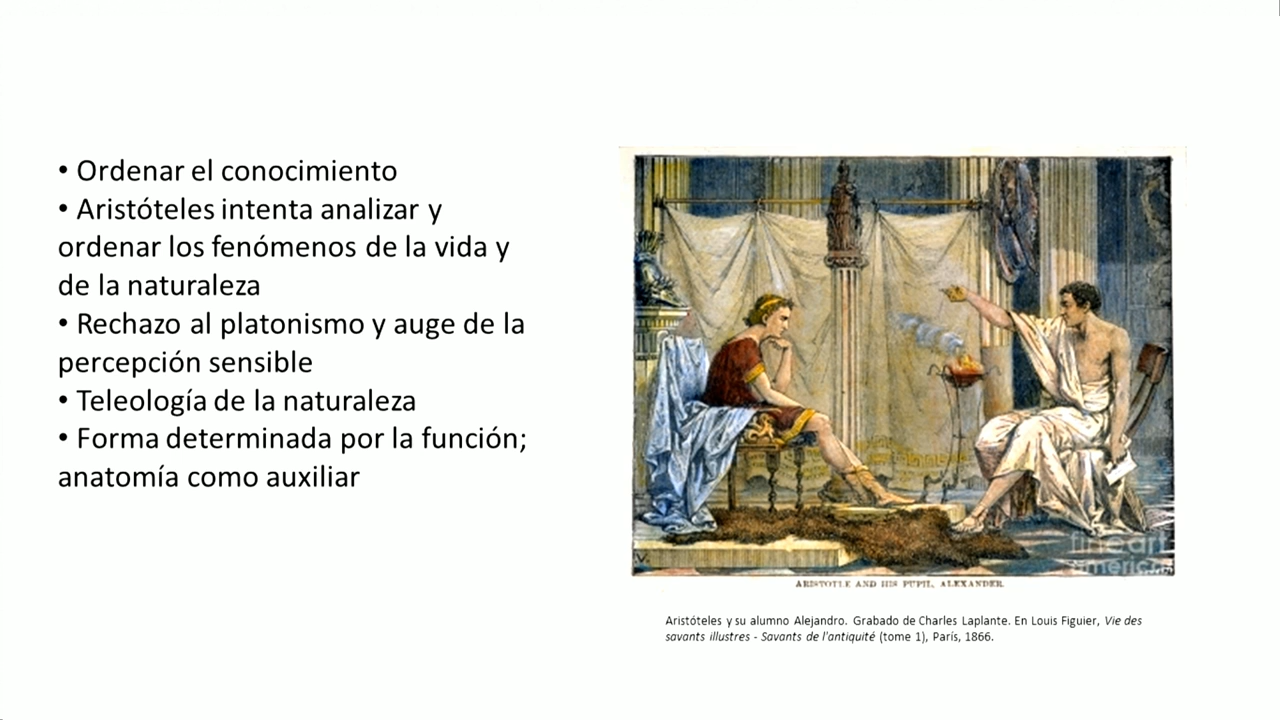 • Ordenar el conocimiento
• Aristóteles intenta analizar y
ordenar los fenómenos de la vida y
de la naturaleza
• Rechazo al platonismo y auge de la
percepción sensible
• Teleología de la naturaleza
• Forma determinada por la función;
anatomía como auxiliar
fine art
america
ARISTOTLE AND HIS PUPIL, ALEXANDER.
Aristóteles y su alumno Alejandro. Grabado de Charles Laplante. En Louis Figuier, Vie des
savants illustres - Savants de l'antiquité (tome 1), París, 1866.